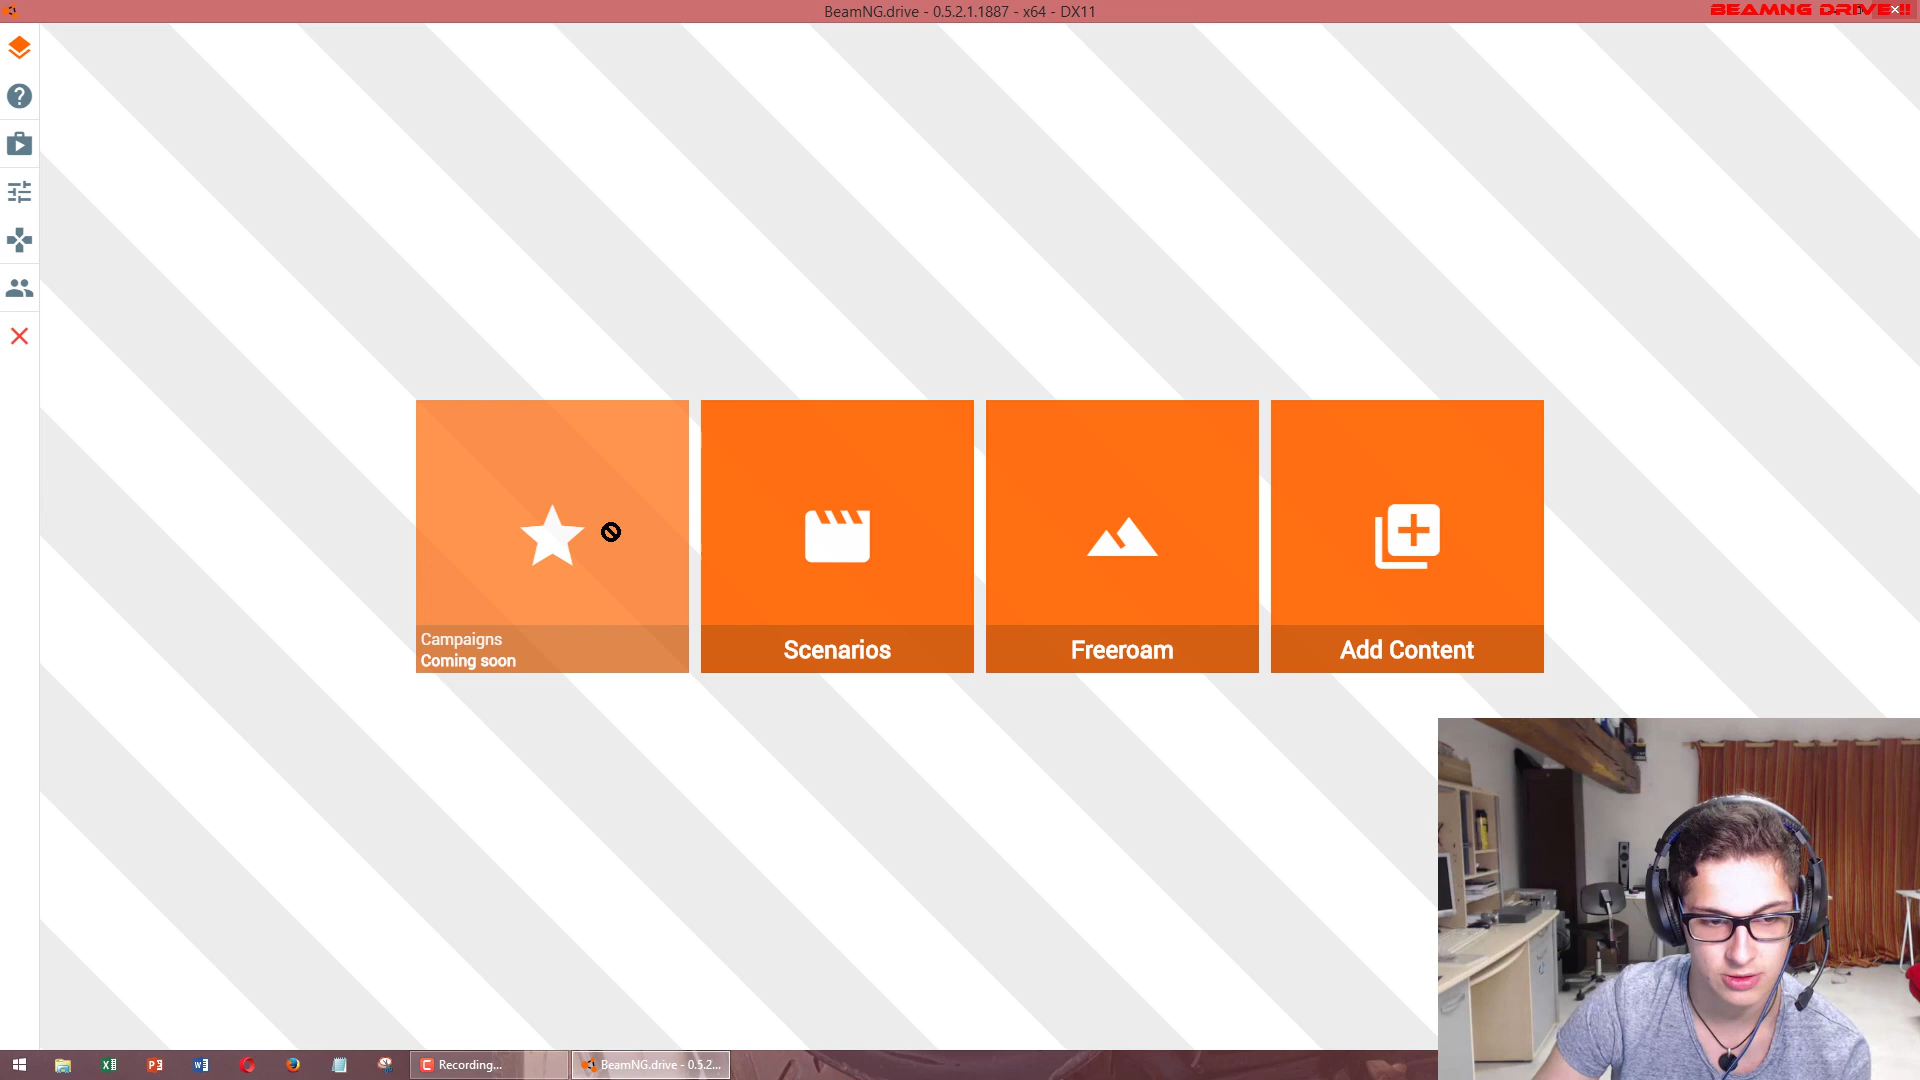 BeamNG.drive - 0.5.2.1.1887 - x64 - DX11
BEAMNG DRIVE!!
Campaigns
Coming soon
Scenarios
Freeroam
Add Content
Recording...
BeamNG.drive - 0.5.2...